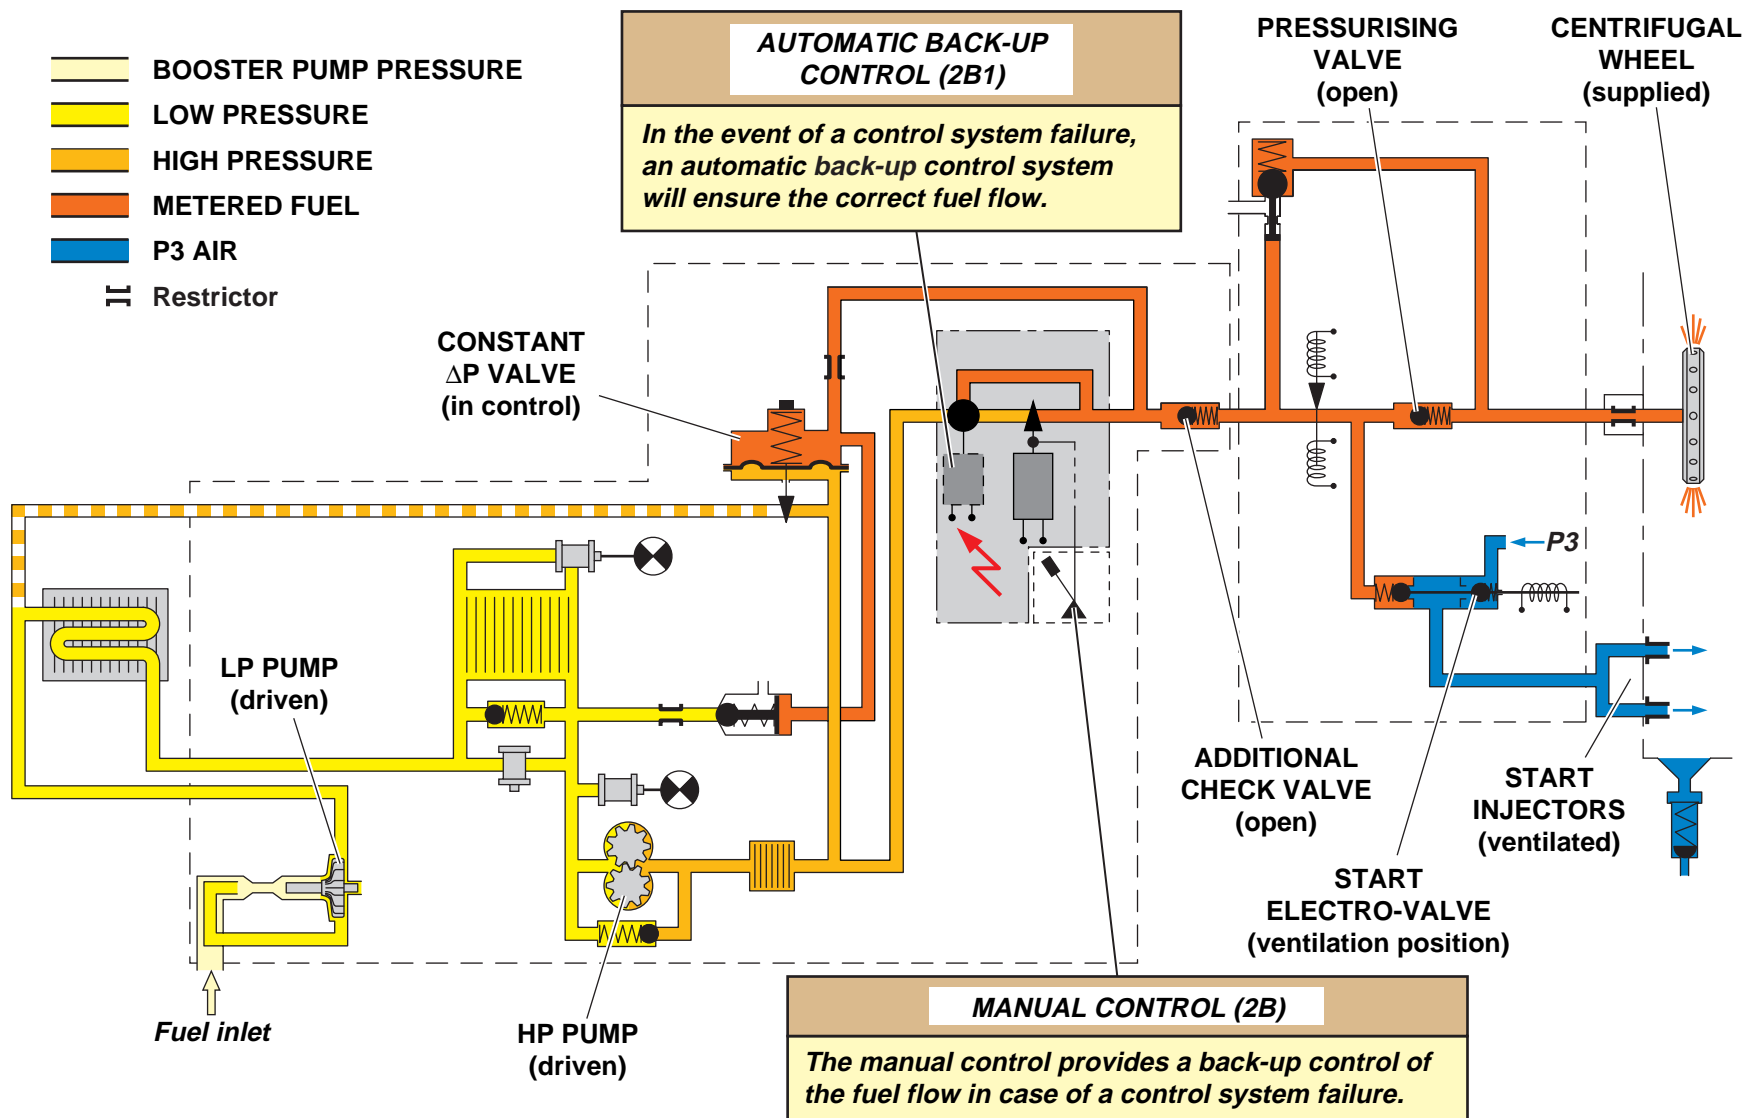 BOOSTER PUMP PRESSURE
LOW PRESSURE
HIGH PRESSURE
METERED FUEL
P3 AIR
Restrictor
AUTOMATIC BACK-UP
CONTROL (2B1)
In the event of a control system failure,
an automatic back-up control system
will ensure the correct fuel flow.
PRESSURISING
VALVE
(open)
CENTRIFUGAL
WHEEL
(supplied)
CONSTANT
∆P VALVE
(in control)
P3
LP PUMP
(driven)
ADDITIONAL
CHECK VALVE
(open)
START
INJECTORS
(ventilated)
START
ELECTRO-VALVE
(ventilation position)
Fuel inlet
HP PUMP
(driven)
MANUAL CONTROL (2B)
The manual control provides a back-up control of
the fuel flow in case of a control system failure.